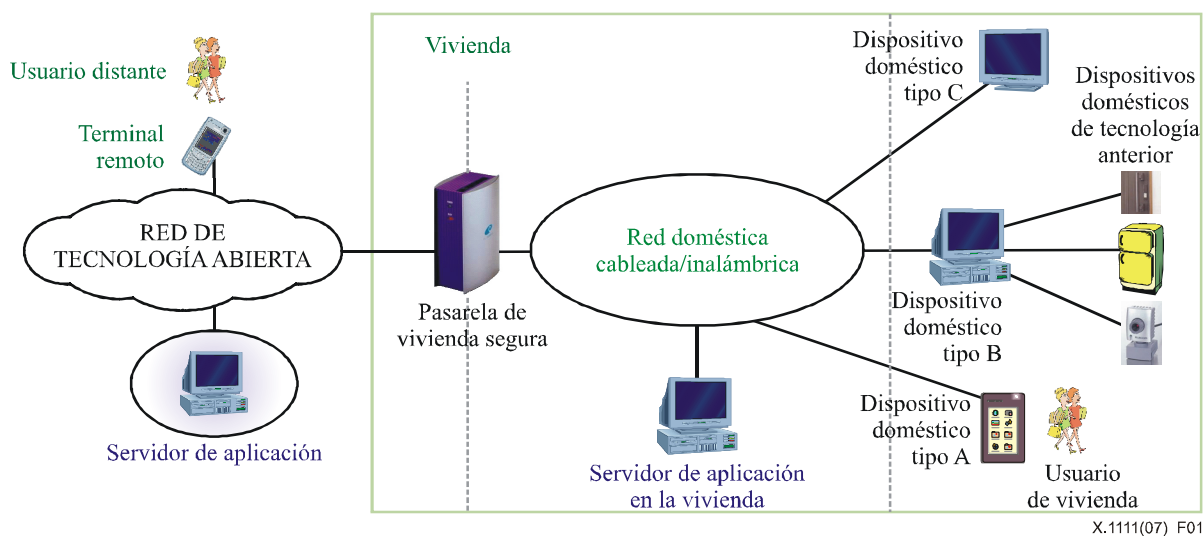 Usuario distante
Terminal
remoto
RED DE
TECNOLOGÍA ABIERTA
Servidor de aplicación
Vivienda
Pasarela de
vivienda segura
Red doméstica
cableada/inalámbrica
Servidor de aplicación
en la vivienda
Dispositivo
doméstico
tipo C
Dispositivos
domésticos
de tecnología
anterior
Dispositivo
doméstico
tipo B
Dispositivo
doméstico
tipo A
Usuario
de vivienda
X.1111(07) F01